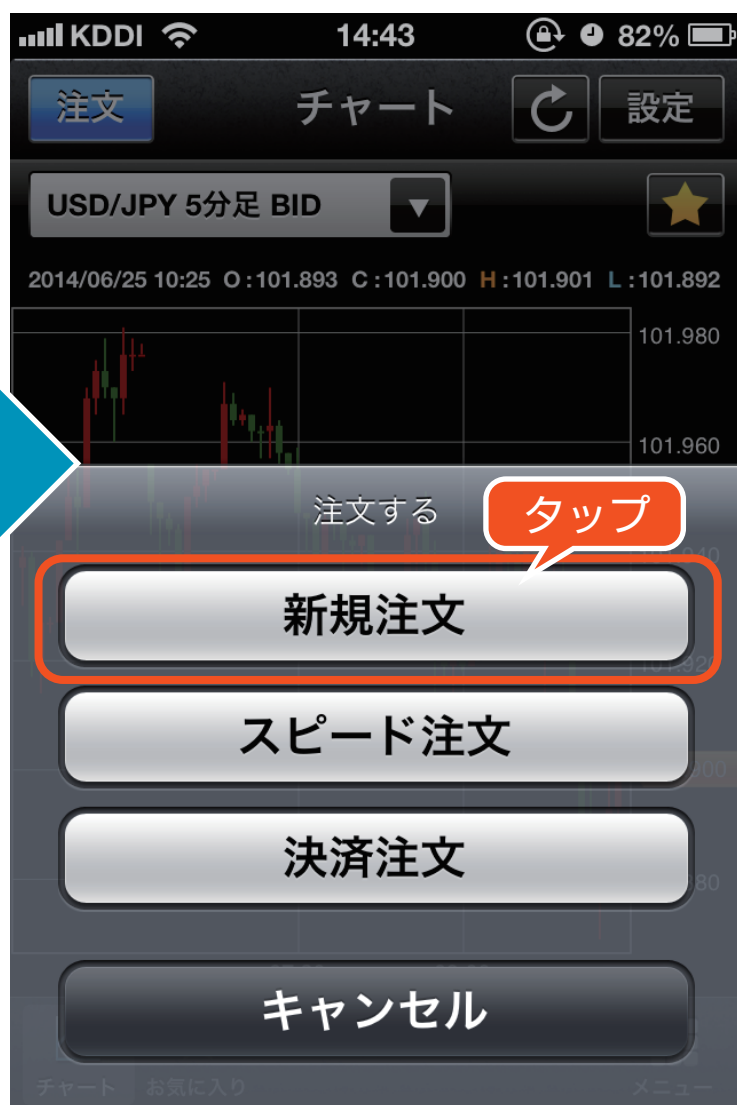 KDDI 14:43 82%
注文 チャート 設定
USD/JPY 5分足 BID
2014/06/25 10:25 O:101.893 C:101.900 H:101.901 L:101.892
101.980
101.960
注文する タップ
新規注文
101.920
スピード注文
決済注文
キャンセル
チャート お気に入り メニュー